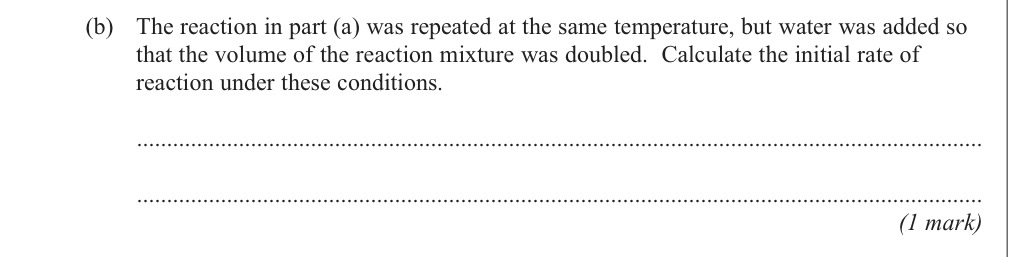 (b) The reaction in part (a) was repeated at the same temperature, but water was added so
that the volume of the reaction mixture was doubled. Calculate the initial rate of
reaction under these conditions.
....................................................................................................................................
....................................................................................................................................
(1 mark)